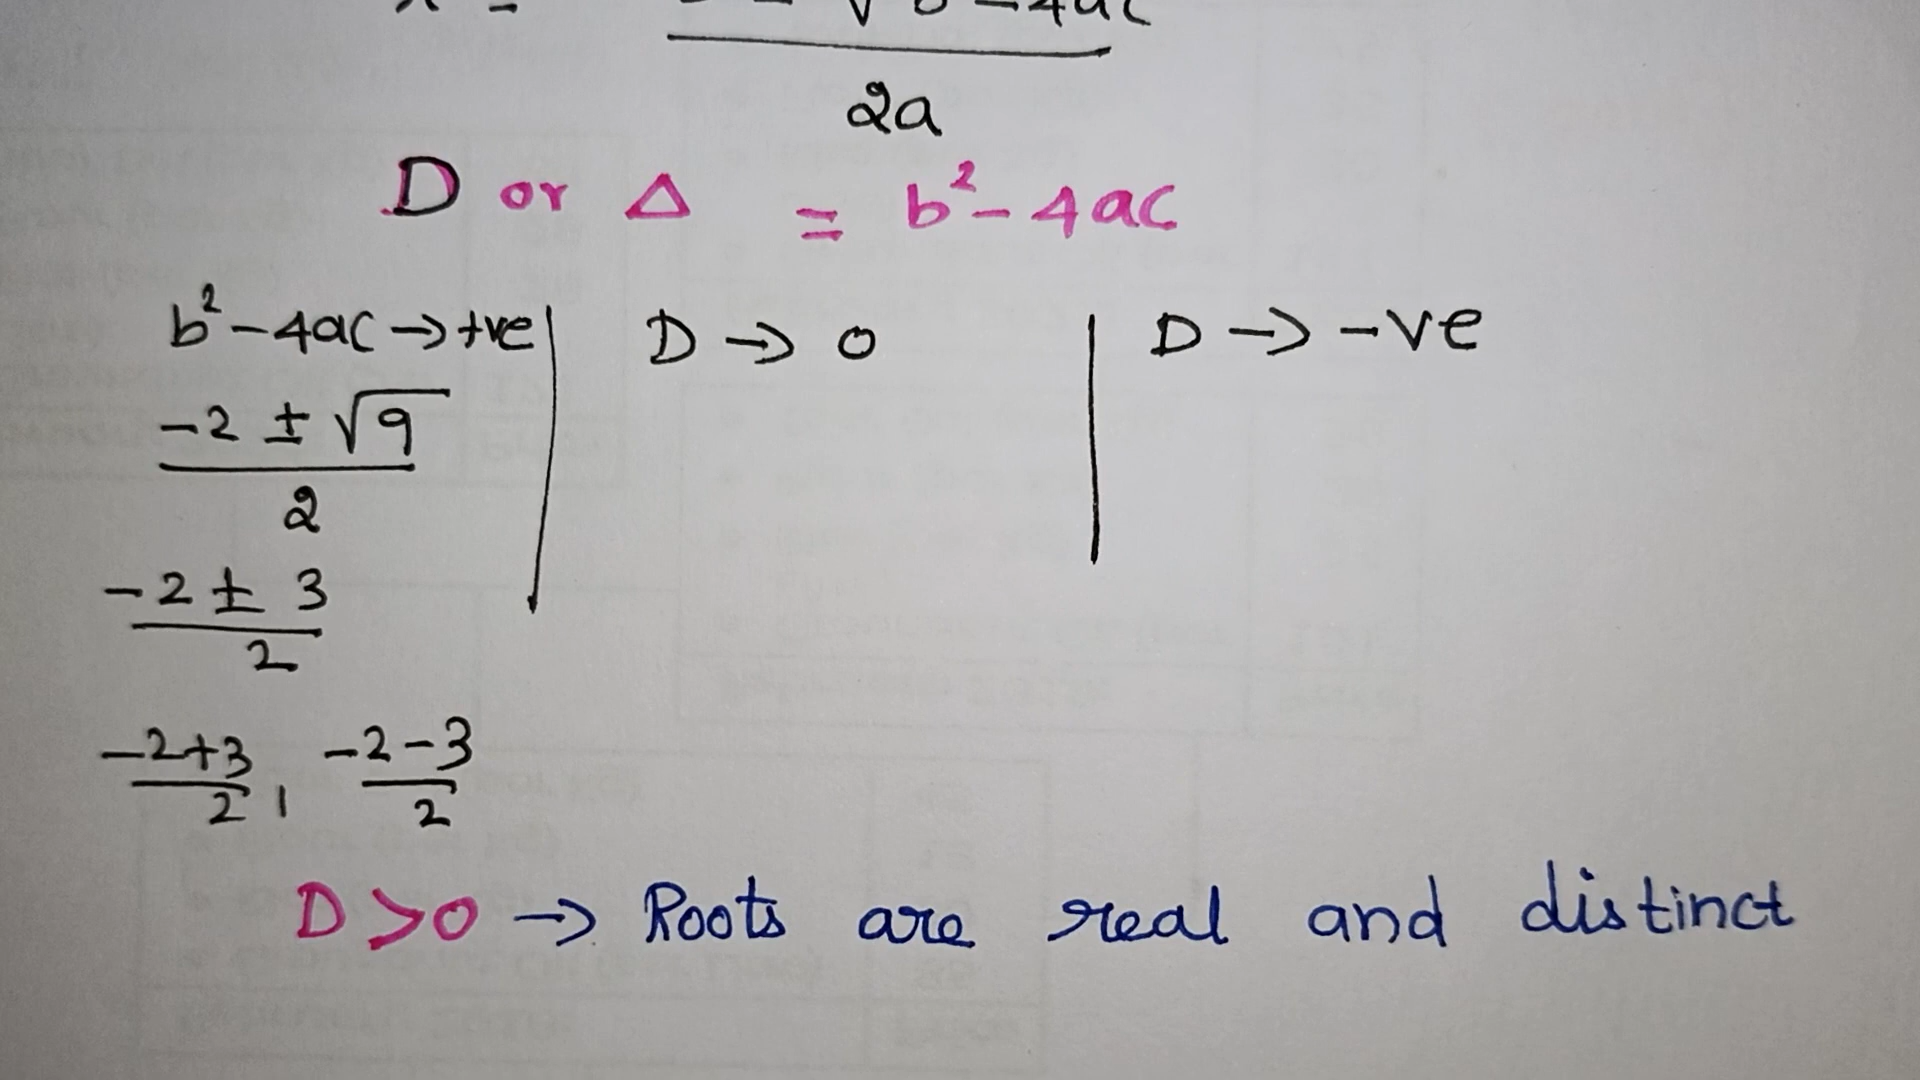 2a
D or Δ = b²-4ac
b²-4ac→+ve | D→0 | D→-ve
-2 ± √9
2
-2 ± 3
2
-2+3 , -2-3
2 2
D>0 → Roots are real and distinct